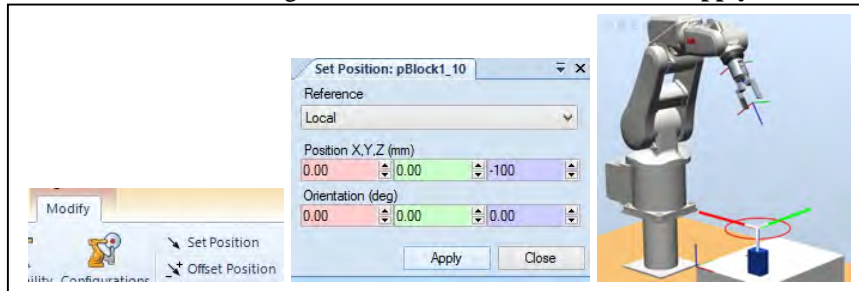 Modify
Set Position
Offset Position
Configurations
Set Position: pBlock1_10
Reference
Local
Position X,Y,Z (mm)
0.00 0.00 -100
Orientation (deg)
0.00 0.00 0.00
Apply Close